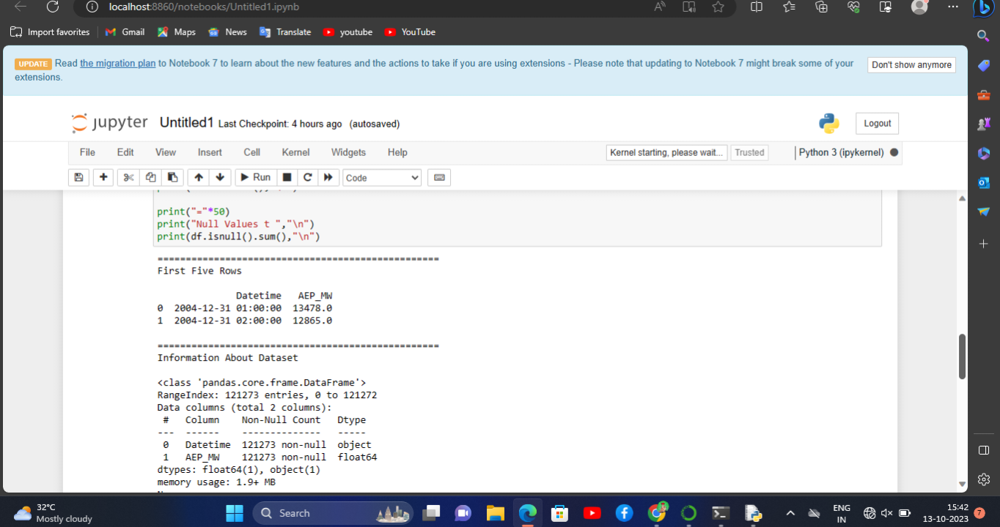 localhost:8860/notebooks/Untitled1.ipynb
Import favorites
Gmail
Maps
News
Translate
youtube
YouTube
UPDATE Read the migration plan to Notebook 7 to learn about the new features and the actions to take if you are using extensions - Please note that updating to Notebook 7 might break some of your
extensions.
Don't show anymore
jupyter Untitled1 Last Checkpoint: 4 hours ago (autosaved)
Logout
File Edit View Insert Cell Kernel Widgets Help
Kernel starting, please wait... Trusted Python 3 (ipykernel)
Run Code
print("="*50)
print("Null Values t ","\n")
print(df.isnull().sum(),"\n")
==================================================
First Five Rows
Datetime AEP_MW
0 2004-12-31 01:00:00 13478.0
1 2004-12-31 02:00:00 12865.0
==================================================
Information About Dataset
<class 'pandas.core.frame.DataFrame'>
RangeIndex: 121273 entries, 0 to 121272
Data columns (total 2 columns):
# Column Non-Null Count Dtype
--- ------ -------------- -----
0 Datetime 121273 non-null object
1 AEP_MW 121273 non-null float64
dtypes: float64(1), object(1)
memory usage: 1.9+ MB
32°C
Mostly cloudy
Search
ENG
IN
15:42
13-10-2023
7